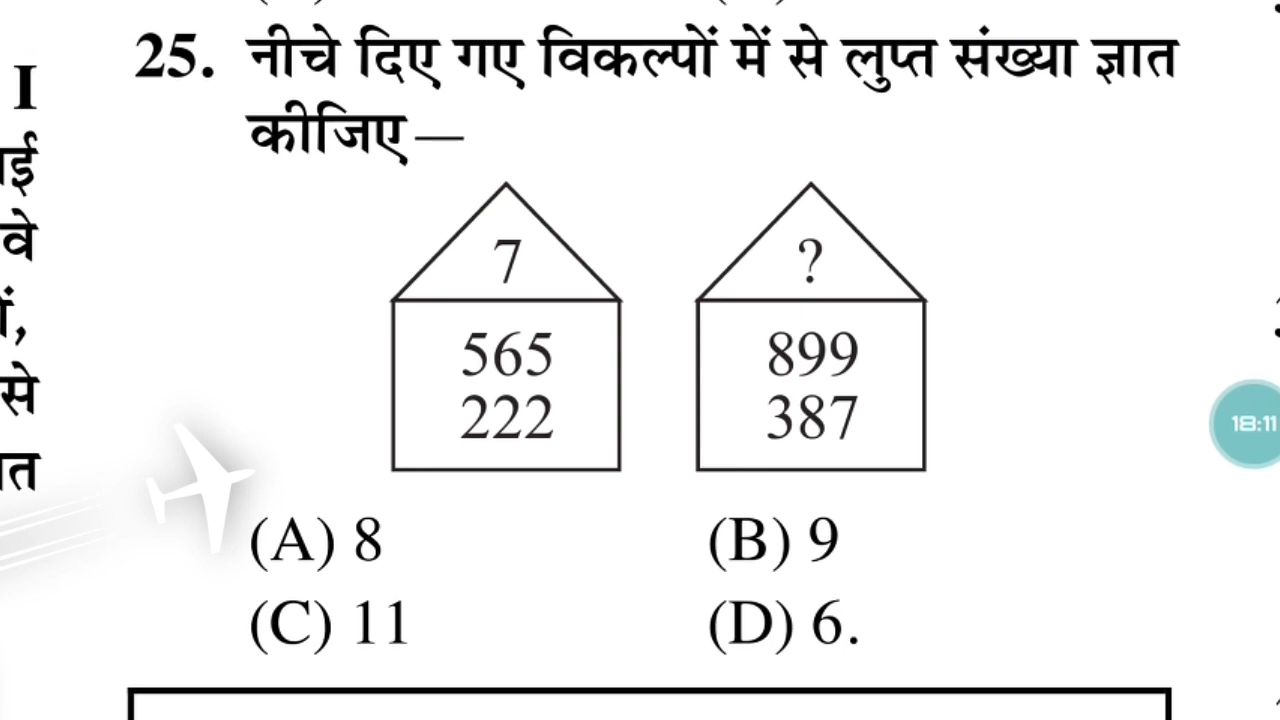 25. नीचे दिए गए विकल्पों में से लुप्त संख्या ज्ञात
कीजिए—
7 ?
565 899
222 387
(A) 8 (B) 9
(C) 11 (D) 6.
I
वे
से
18:11